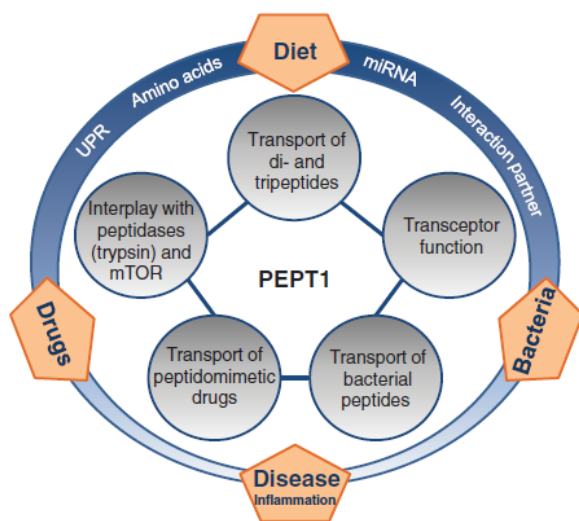 Diet
UPR
Amino acids
miRNA
Interaction partner
Transport of
di- and
tripeptides
Interplay with
peptidases
(trypsin) and
mTOR
Transceptor
function
PEPT1
Drugs
Bacteria
Transport of
peptidomimetic
drugs
Transport of
bacterial
peptides
Disease
Inflammation